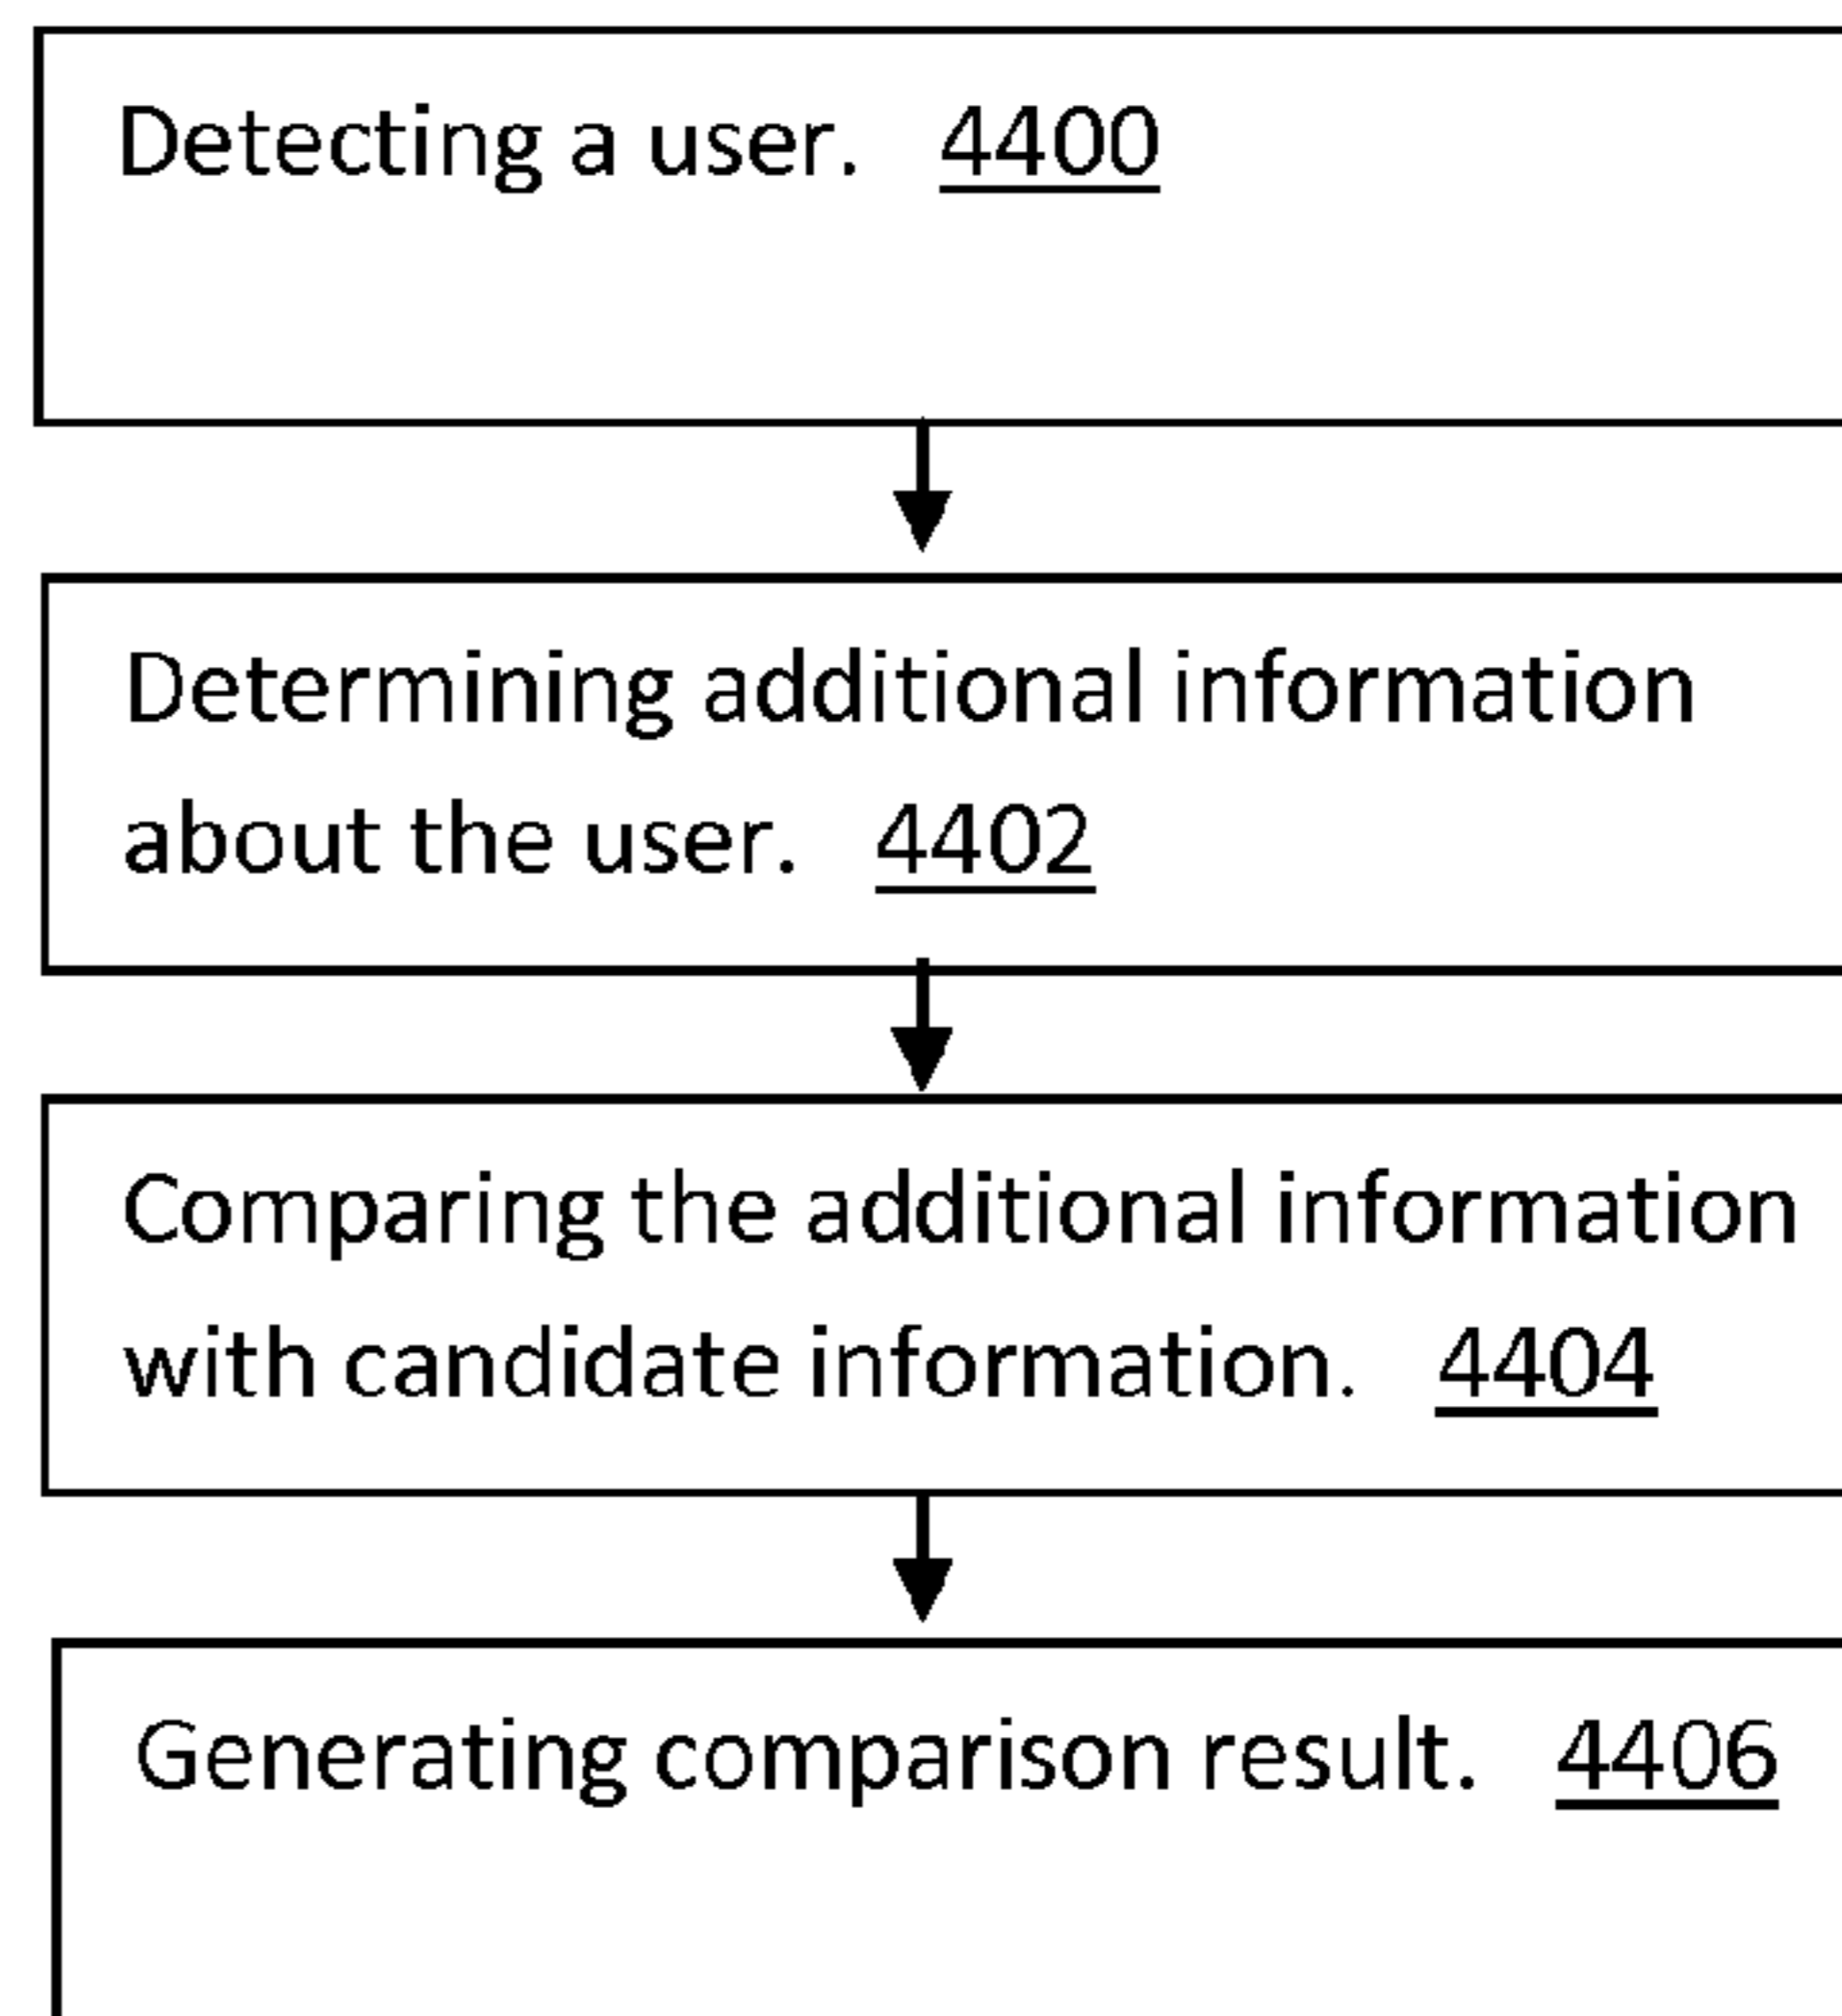 Detecting a user. 4400
Determining additional information
about the user. 4402
Comparing the additional information
with candidate information. 4404
Generating comparison result. 4406